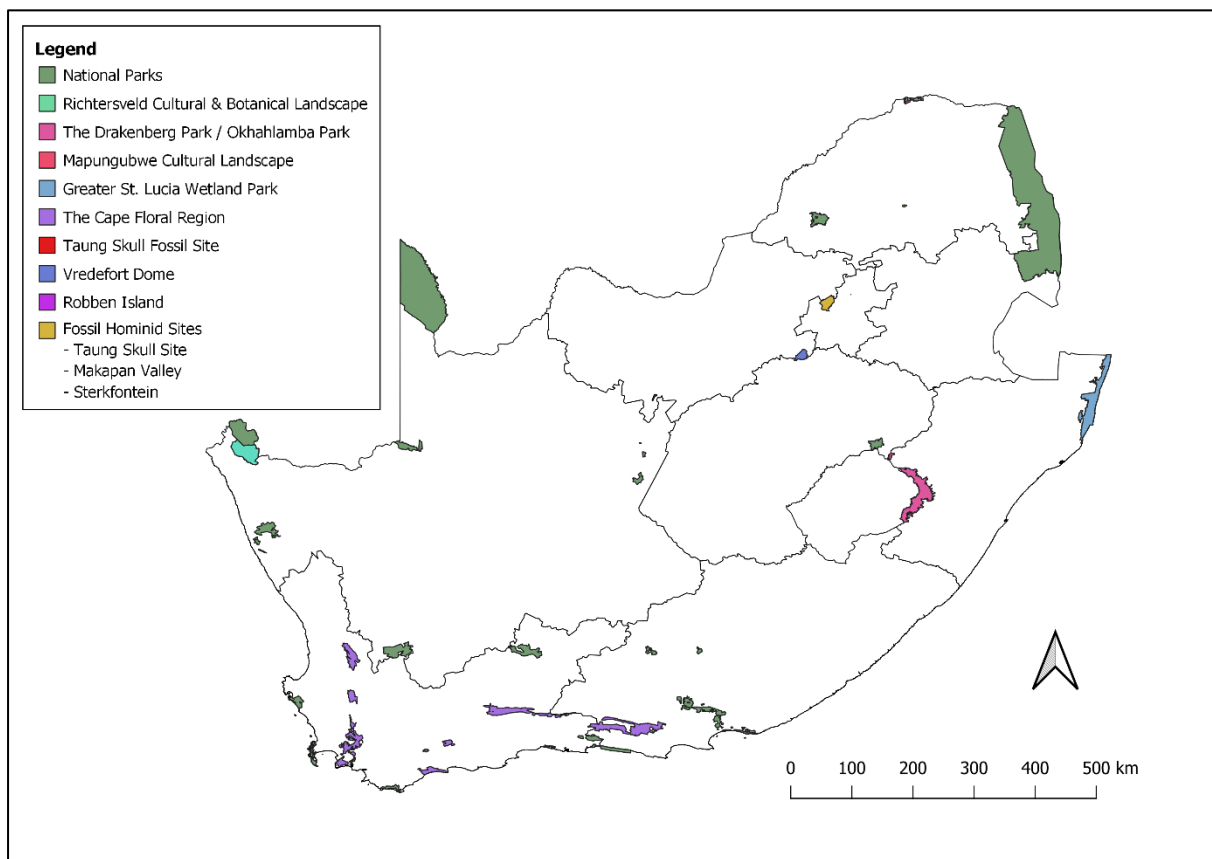 Legend
National Parks
Richtersveld Cultural & Botanical Landscape
The Drakenberg Park / Okhahlamba Park
Mapungubwe Cultural Landscape
Greater St. Lucia Wetland Park
The Cape Floral Region
Taung Skull Fossil Site
Vredefort Dome
Robben Island
Fossil Hominid Sites
- Taung Skull Site
- Makapan Valley
- Sterkfontein
0 100 200 300 400 500 km